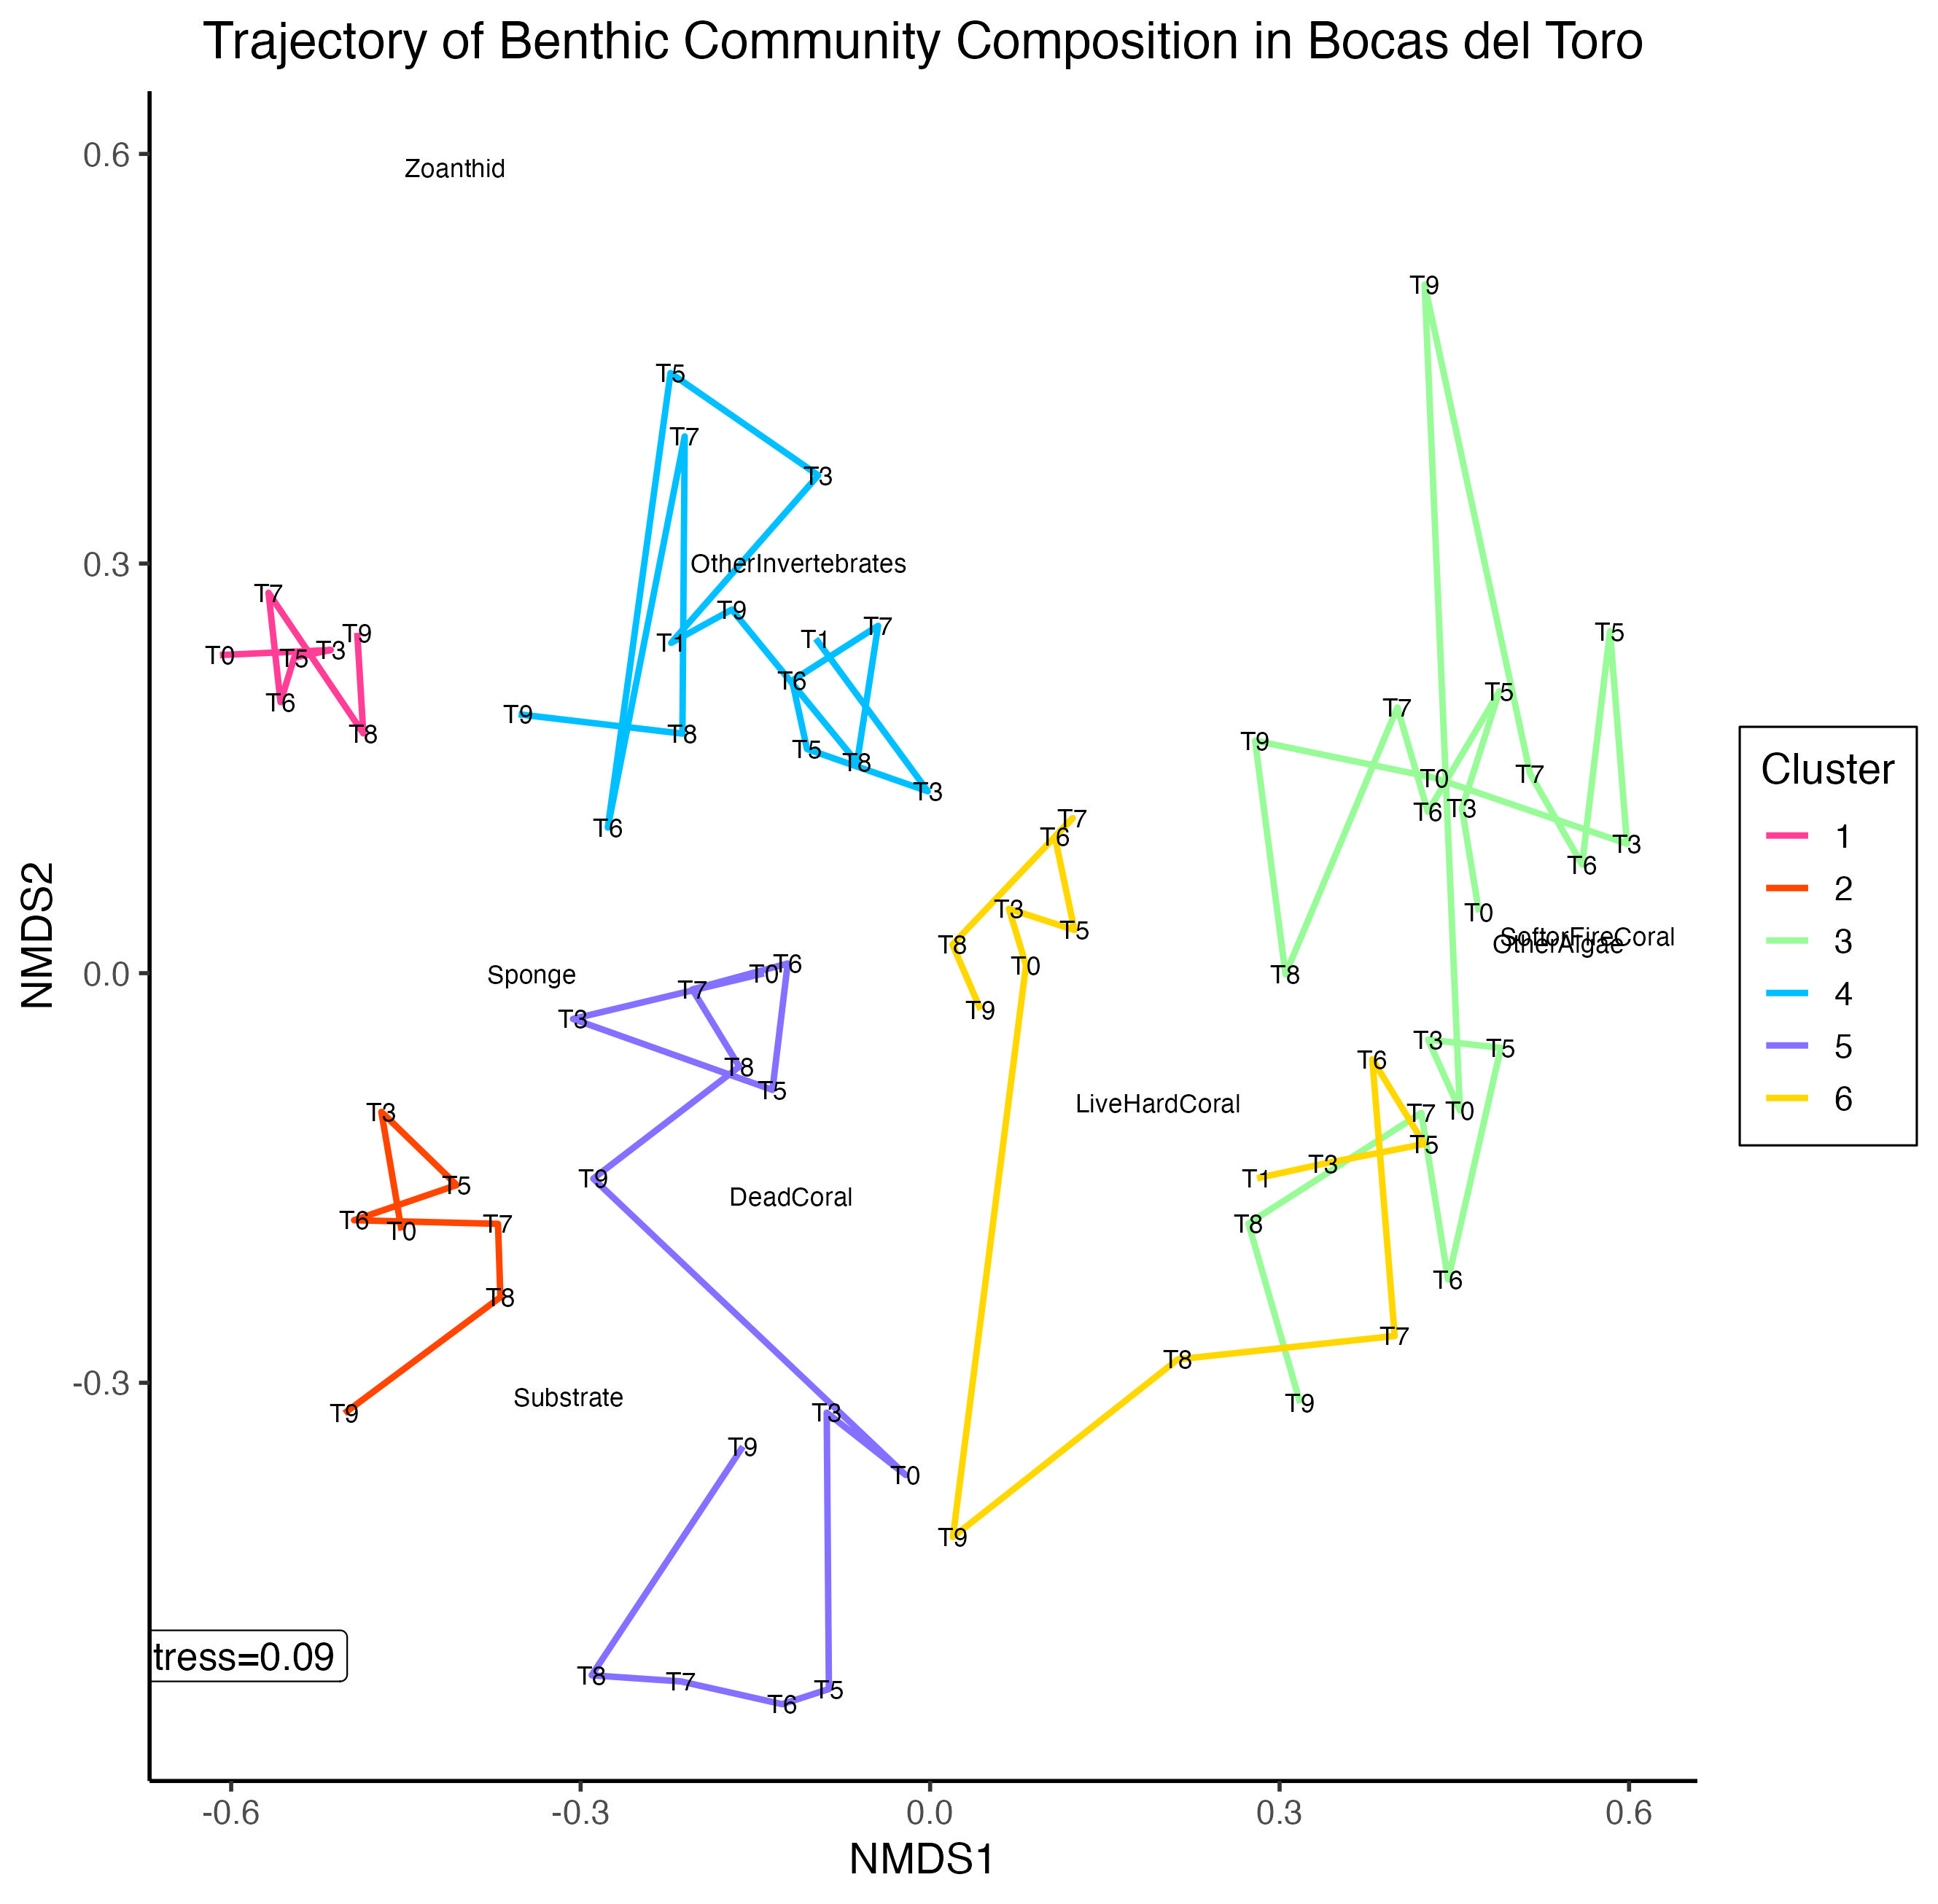 Trajectory of Benthic Community Composition in Bocas del Toro
0.6
Zoanthid
T9
T5
T7
T3
0.3
OtherInvertebrates
T7
T9
T9
T1
T7
T1
T5
T0
T5
T3
T6
T6
T5
T7
T9
T8
T5
T8
T9
T7
T0
T3
T8
T3
T6
T7
T6
T3
T6
T6
T3
T5
T0
T8
SoftorFireCoral
OtherAlgae
T0
T9
0.0
Sponge
T7
T0
T6
T8
T3
T8
T5
T3
T5
T6
LiveHardCoral
T0
T7
T3
T5
T5
T9
T3
T1
DeadCoral
T6
T0
T7
T8
T6
T8
T7
T8
-0.3
Substrate
T9
T9
T3
T9
T0
T9
tress=0.09
T8
T7
T6
T5
-0.6
-0.3
0.0
0.3
0.6
NMDS1
NMDS2
Cluster
1
2
3
4
5
6